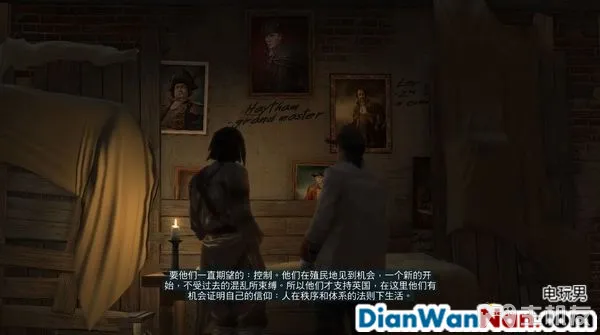 Haytham
-grand master
要他们一直期望的：控制。他们在殖民地见到机会，一个新的开
始，不受过去的混乱所束缚。所以他们才支持英国，在这里他们有
机会证明自己的信仰：人在秩序和体系的法则下生活。
电玩男
DianWanNan.com